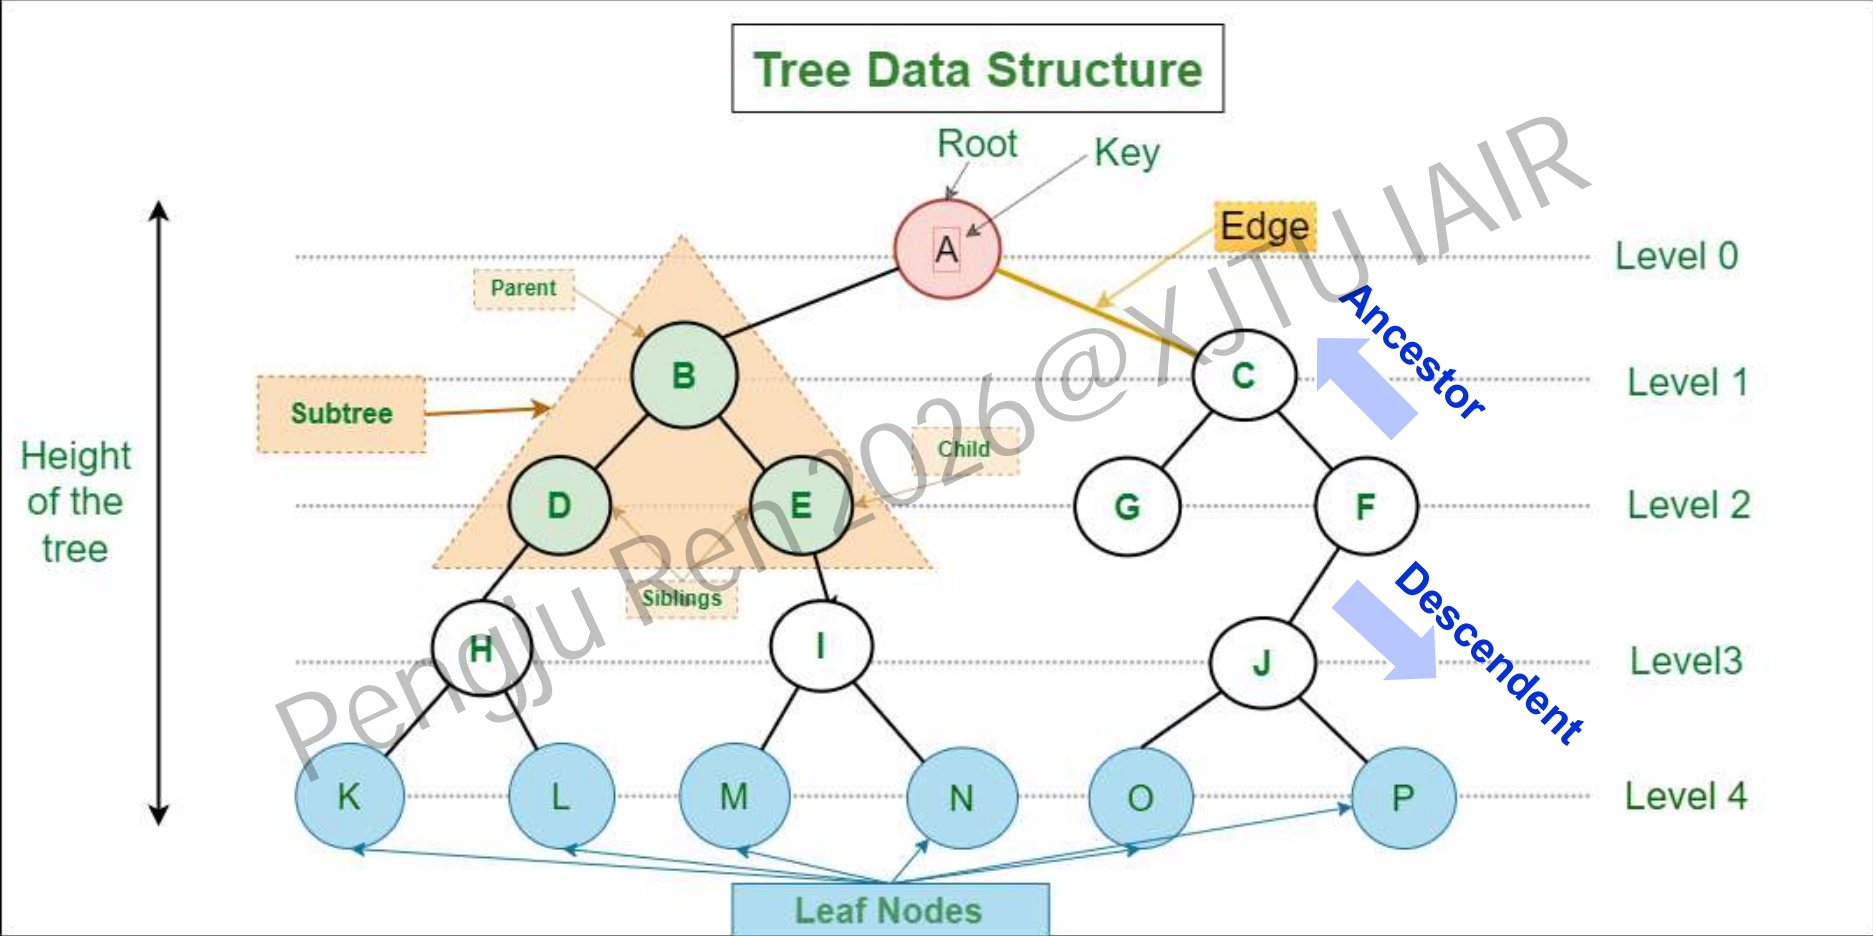 Tree Data Structure
Root
Key
A
Edge
Level 0
Parent
Ancestor
B
C
Level 1
Subtree
Height
of the
tree
Child
D
E
G
F
Level 2
Siblings
Descendent
H
I
J
Level3
K
L
M
N
O
P
Level 4
Leaf Nodes
Pengju Ren 2026@XJTU IAIR